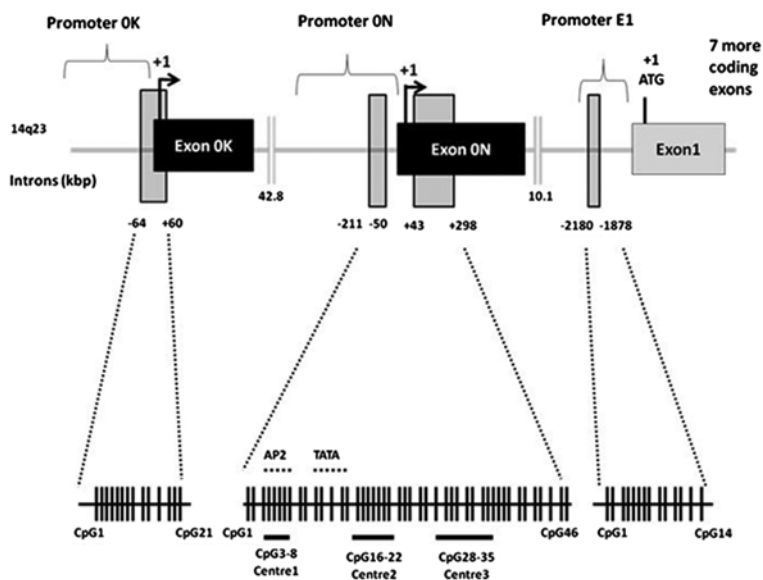 Promoter 0K
Promoter 0N
Promoter E1
7 more
coding
exons
+1
+1
+1
ATG
14q23
Exon 0K
Exon 0N
Exon1
Introns (kbp)
42.8
10.1
-64
+60
-211
-50
+43
+298
-2180
-1878
AP2
TATA
CpG1
CpG21
CpG1
CpG46
CpG1
CpG14
CpG3-8
Centre1
CpG16-22
Centre2
CpG28-35
Centre3